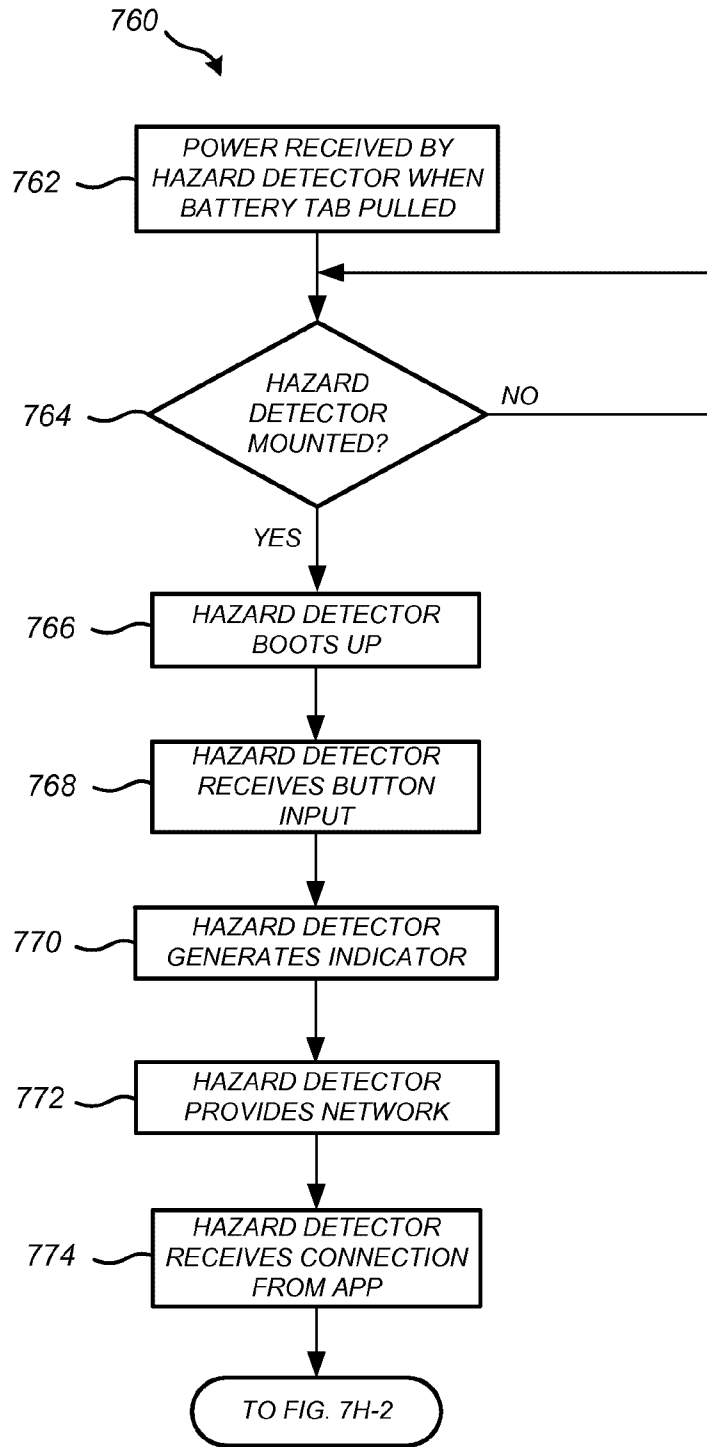 760
762
POWER RECEIVED BY
HAZARD DETECTOR WHEN
BATTERY TAB PULLED
764
HAZARD
DETECTOR
MOUNTED?
NO
YES
766
HAZARD DETECTOR
BOOTS UP
768
HAZARD DETECTOR
RECEIVES BUTTON
INPUT
770
HAZARD DETECTOR
GENERATES INDICATOR
772
HAZARD DETECTOR
PROVIDES NETWORK
774
HAZARD DETECTOR
RECEIVES CONNECTION
FROM APP
TO FIG. 7H-2